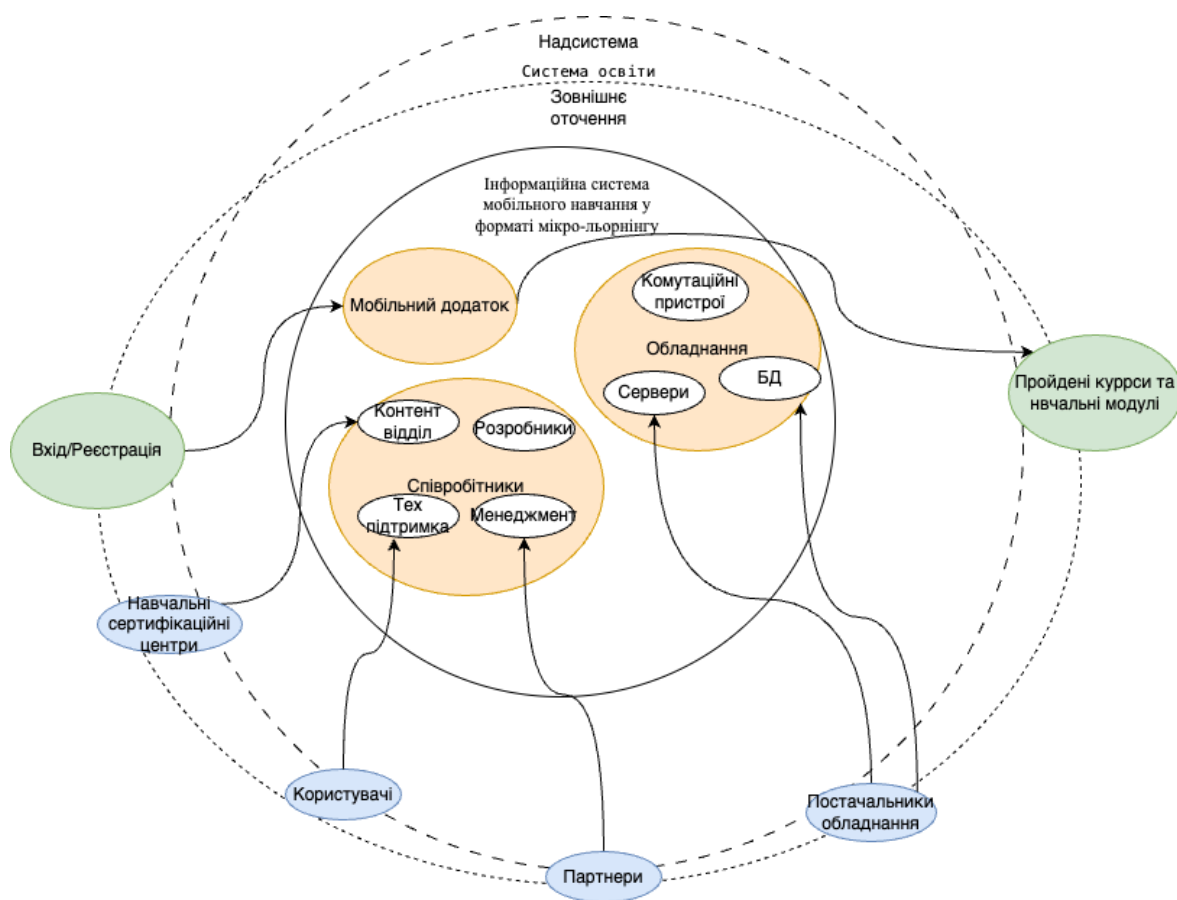 Надсистема
Система освіти
Зовнішнє
оточення
Інформаційна система
мобільного навчання у
форматі мікро-льорнінгу
Мобільний додаток
Комутаційні
пристрої
Обладнання
Сервери
БД
Контент
відділ
Розробники
Співробітники
Тех
підтримка
Менеджмент
Вхід/Реєстрація
Пройдені куррси та
нвчальні модулі
Навчальні
сертифікаційні
центри
Користувачі
Партнери
Постачальники
обладнання